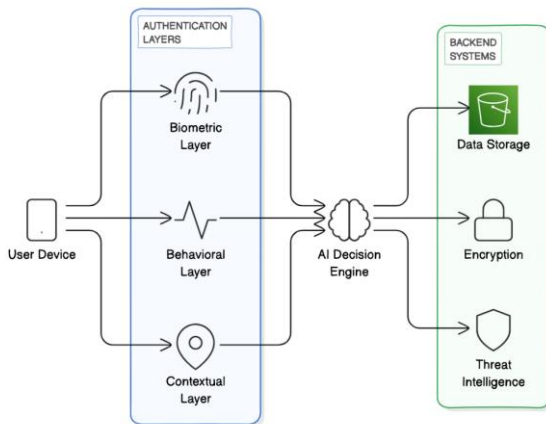 AUTHENTICATION
LAYERS
BACKEND
SYSTEMS
Biometric
Layer
Data Storage
User Device
Behavioral
Layer
AI Decision
Engine
Encryption
Contextual
Layer
Threat
Intelligence